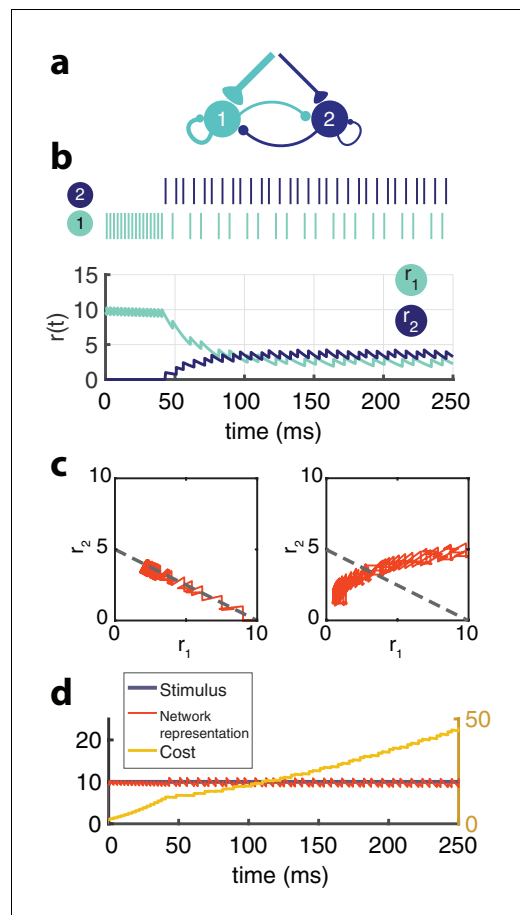 a
1 2
b
2
1
r1
r2
r(t)
15
10
5
0
0 50 100 150 200 250
time (ms)
c
10 10
r2 5 r2 5
0 0
0 10 0 10
r1 r1
d
Stimulus
Network
representation
Cost
20
10
0
50
0
0 50 100 150 200 250
time (ms)